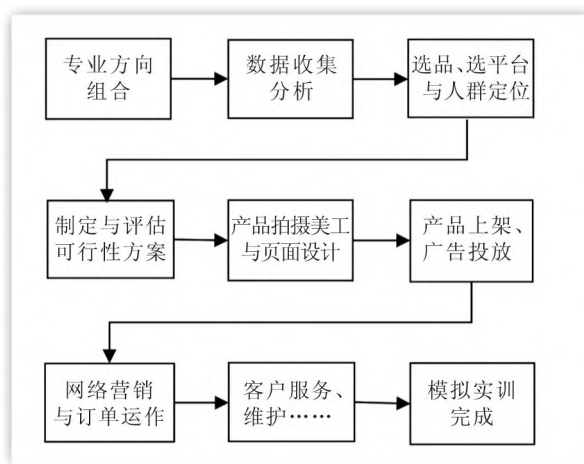 专业方向
组合
数据收集
分析
选品、选平台
与人群定位
制定与评估
可行性方案
产品拍摄美工
与页面设计
产品上架、
广告投放
网络营销
与订单运作
客户服务、
维护……
模拟实训
完成